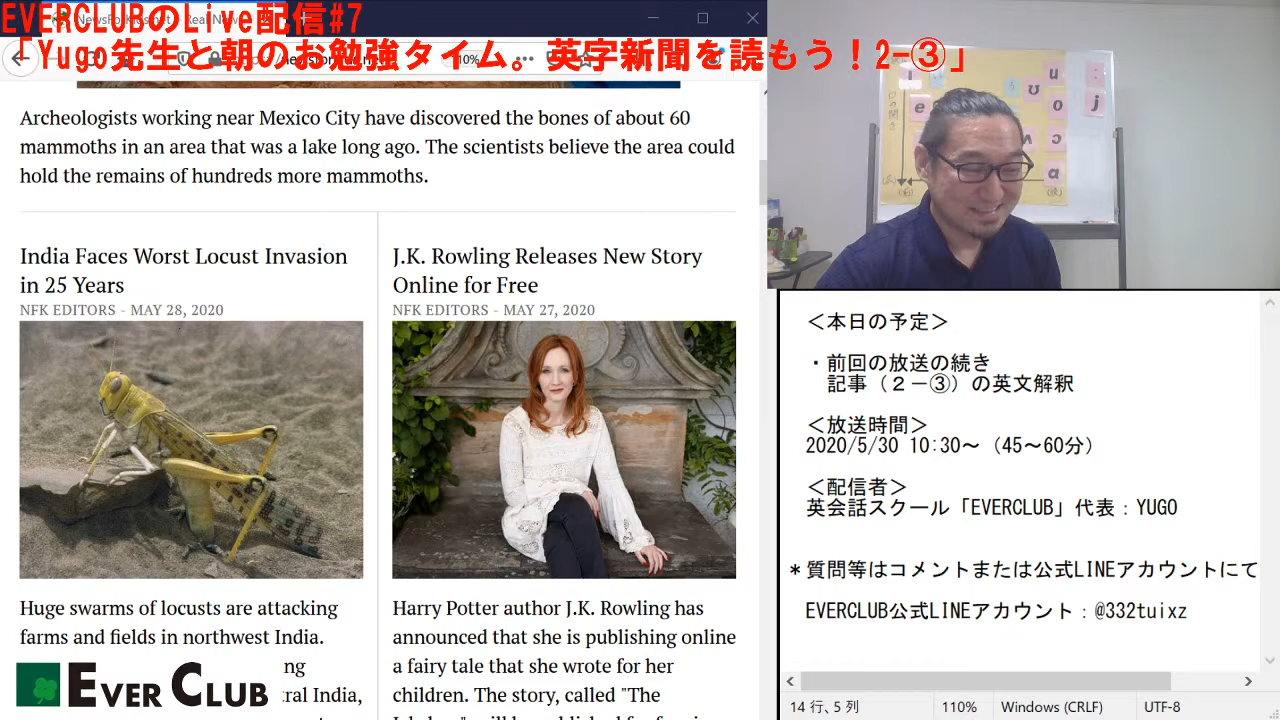 EVERCLUBのLive配信#7
「Yugo先生と朝のお勉強タイム。英字新聞を読もう！2-③」
Archeologists working near Mexico City have discovered the bones of about 60
mammoths in an area that was a lake long ago. The scientists believe the area could
hold the remains of hundreds more mammoths.
India Faces Worst Locust Invasion
in 25 Years
NFK EDITORS - MAY 28, 2020
Huge swarms of locusts are attacking
farms and fields in northwest India.
ng
ral India,
J.K. Rowling Releases New Story
Online for Free
NFK EDITORS - MAY 27, 2020
Harry Potter author J.K. Rowling has
announced that she is publishing online
a fairy tale that she wrote for her
children. The story, called "The
EVER CLUB
u
ʊ
e
o
j
ʌ
ɔ
ɑ
＜本日の予定＞
・前回の放送の続き
記事（２－③）の英文解釈
＜放送時間＞
2020/5/30 10:30～（45～60分）
＜配信者＞
英会話スクール「EVERCLUB」代表：YUGO
＊質問等はコメントまたは公式LINEアカウントにて
EVERCLUB公式LINEアカウント：@332tuixz
14 行、5 列
110%
Windows (CRLF)
UTF-8